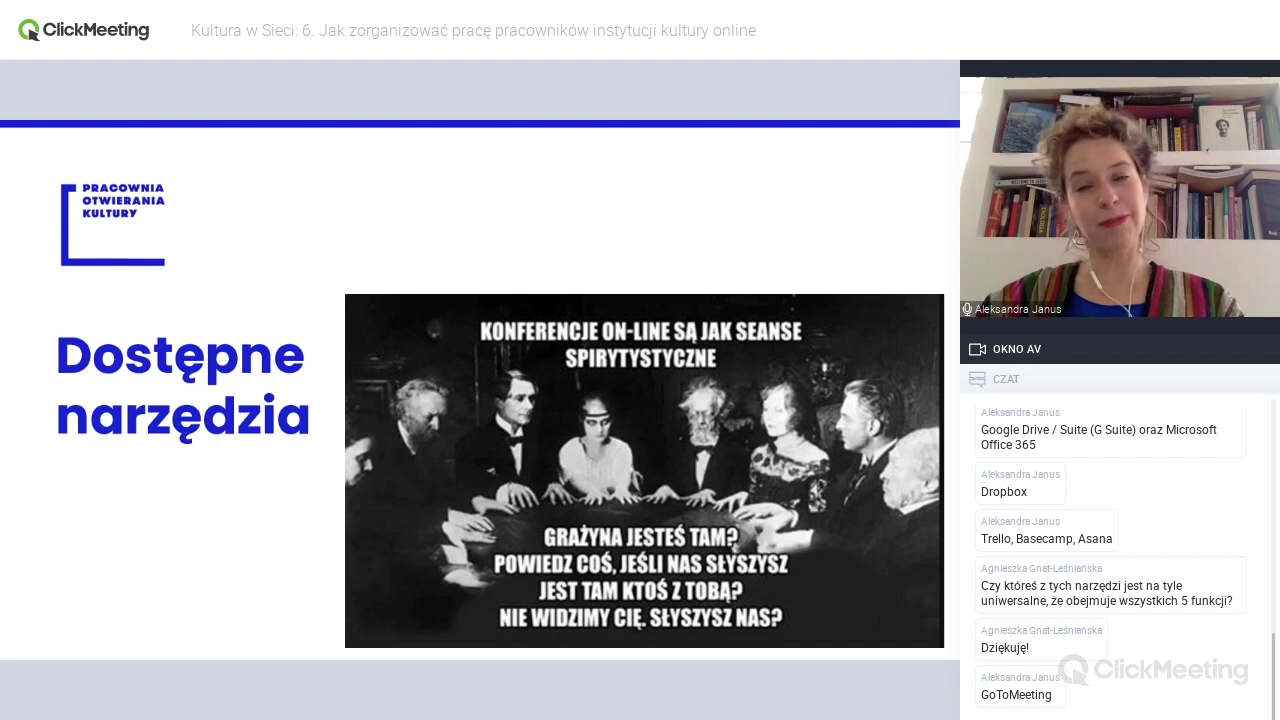 ClickMeeting
Kultura w Sieci: 6. Jak zorganizować pracę pracowników instytucji kultury online
PRACOWNIA
OTWIERANIA
KULTURY
Dostępne
narzędzia
KONFERENCJE ON-LINE SĄ JAK SEANSE
SPIRYTYSTYCZNE
GRAŻYNA JESTEŚ TAM?
POWIEDZ COŚ, JEŚLI NAS SŁYSZYSZ
JEST TAM KTOŚ Z TOBĄ?
NIE WIDZIMY CIĘ. SŁYSZYSZ NAS?
Aleksandra Janus
OKNO AV
CZAT
Aleksandra Janus
Google Drive / Suite (G Suite) oraz Microsoft
Office 365
Aleksandra Janus
Dropbox
Aleksandra Janus
Trello, Basecamp, Asana
Agnieszka Gnat-Leśniańska
Czy któreś z tych narzędzi jest na tyle
uniwersalne, że obejmuje wszystkich 5 funkcji?
Agnieszka Gnat-Leśniańska
Dziękuję!
Aleksandra Janus
GoToMeeting
ClickMeeting